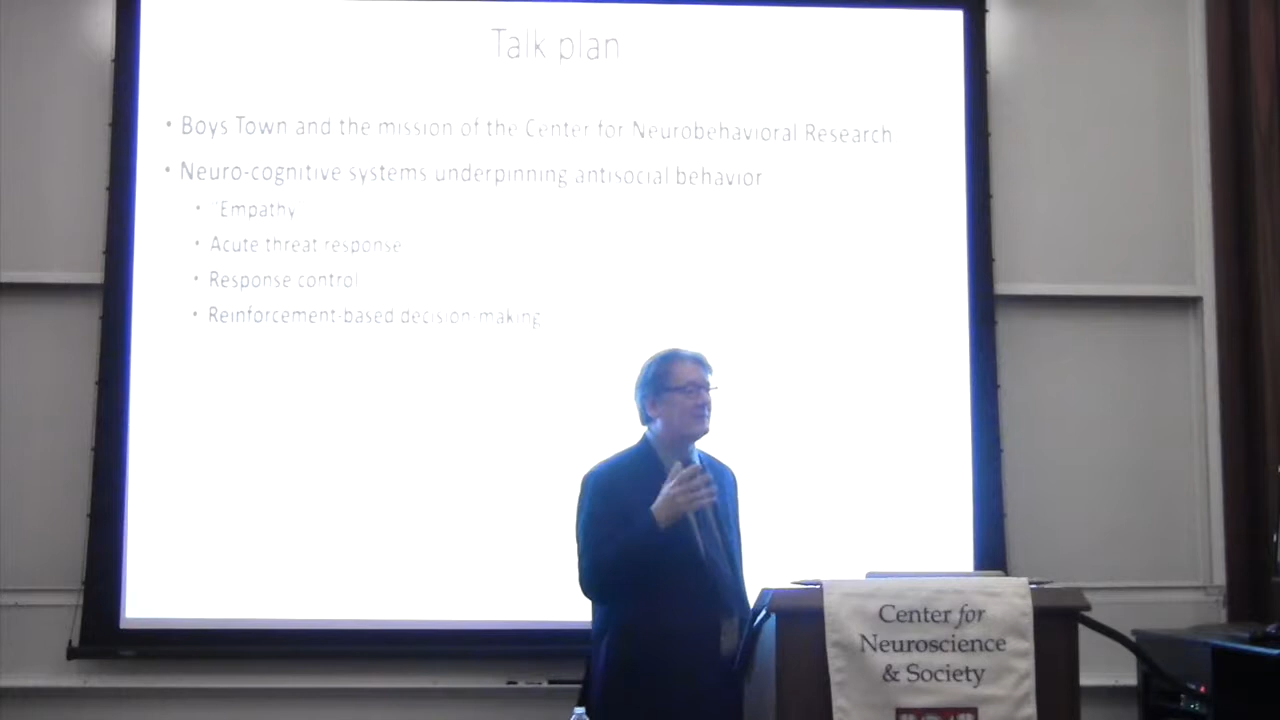 Talk plan
• Boys Town and the mission of the Center for Neurobehavioral Research
• Neuro-cognitive systems underpinning antisocial behavior
• 'Empathy
• Acute threat response
• Response control
• Reinforcement-based decision making
Center for
Neuroscience
& Society